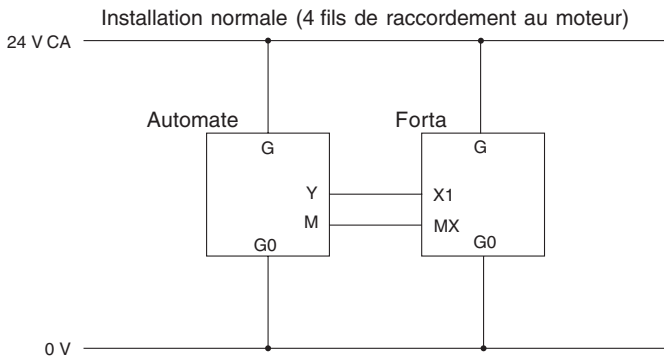 Installation normale (4 fils de raccordement au moteur)
24 V CA
Automate
Forta
G
G
Y
X1
M
MX
G0
G0
0 V